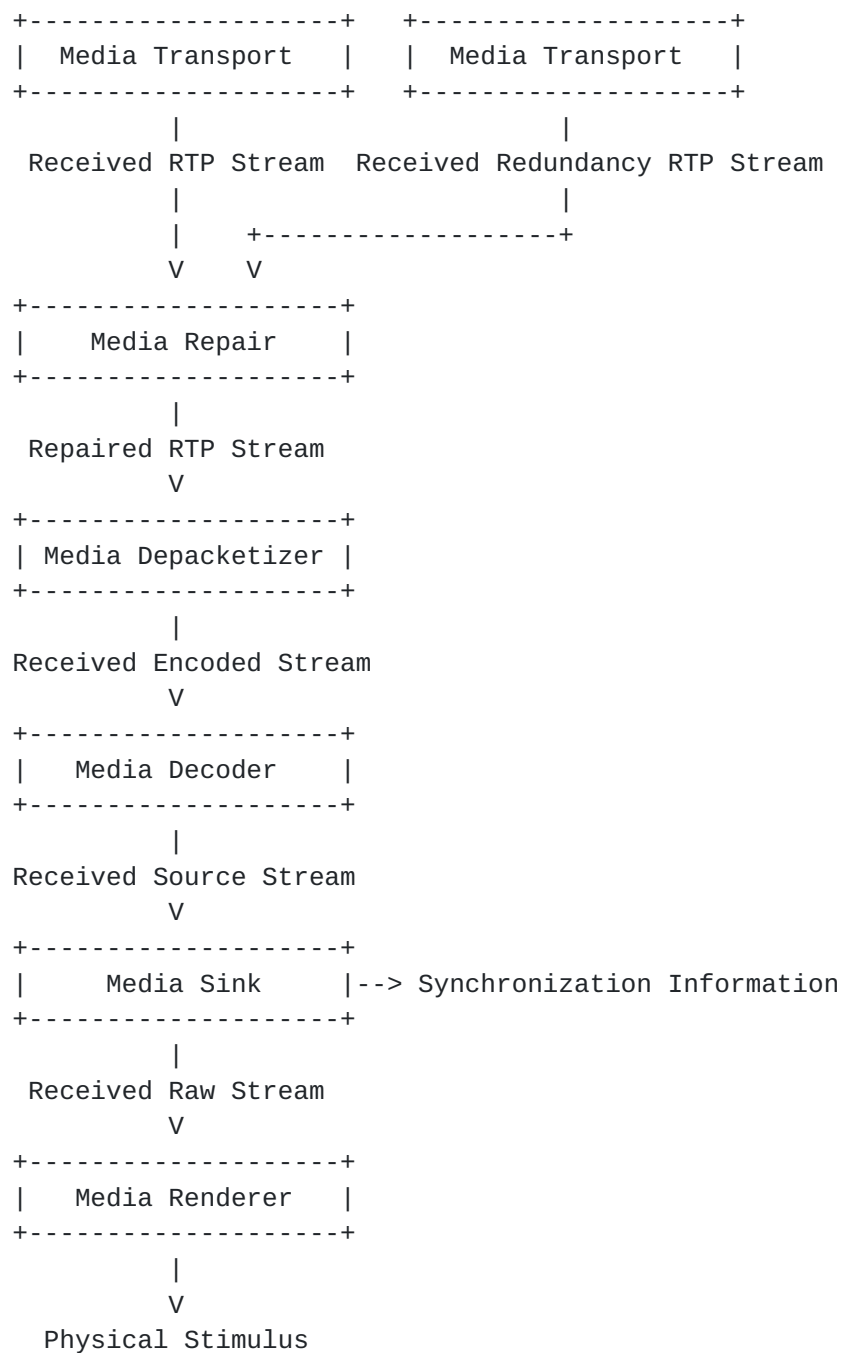 +--------------------+   +--------------------+
|   Media Transport   |   |   Media Transport   |
+--------------------+   +--------------------+
          |                        |
 Received RTP Stream  Received Redundancy RTP Stream
          |                        |
          |    +-------------------+
          V    V
+--------------------+
|    Media Repair    |
+--------------------+
          |
 Repaired RTP Stream
          V
+--------------------+
| Media Depacketizer |
+--------------------+
          |
Received Encoded Stream
          V
+--------------------+
|   Media Decoder    |
+--------------------+
          |
Received Source Stream
          V
+--------------------+
|     Media Sink     |--> Synchronization Information
+--------------------+
          |
 Received Raw Stream
          V
+--------------------+
|   Media Renderer   |
+--------------------+
          |
          V
  Physical Stimulus